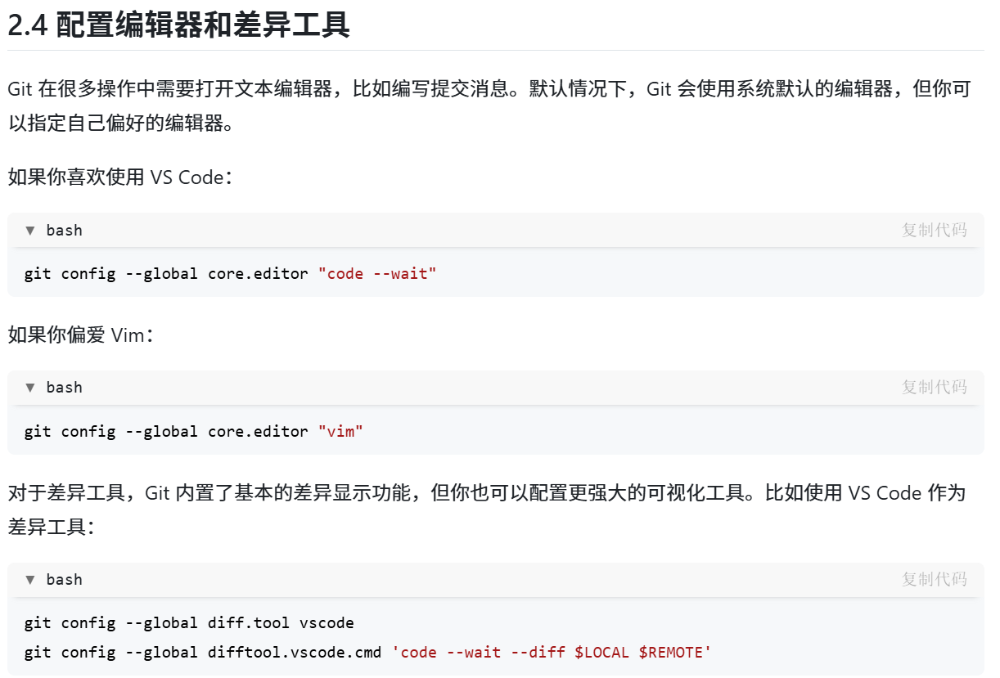 2.4 配置编辑器和差异工具
Git 在很多操作中需要打开文本编辑器，比如编写提交消息。默认情况下，Git 会使用系统默认的编辑器，但你可
以指定自己偏好的编辑器。
如果你喜欢使用 VS Code：
▼ bash 复制代码
git config --global core.editor "code --wait"
如果你偏爱 Vim：
▼ bash 复制代码
git config --global core.editor "vim"
对于差异工具，Git 内置了基本的差异显示功能，但你也可以配置更强大的可视化工具。比如使用 VS Code 作为
差异工具：
▼ bash 复制代码
git config --global diff.tool vscode
git config --global difftool.vscode.cmd 'code --wait --diff $LOCAL $REMOTE'